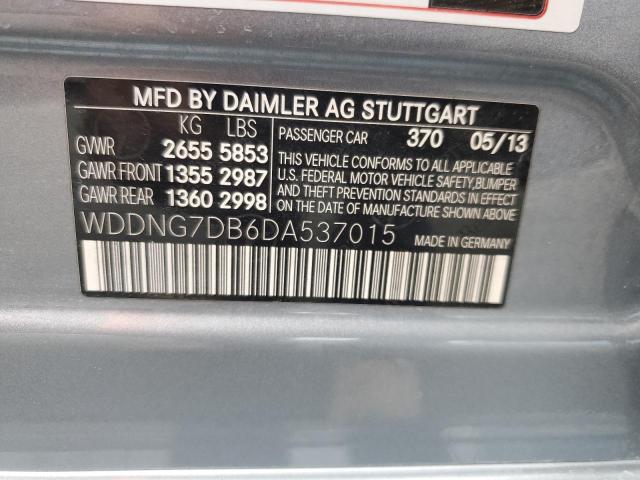 MFD BY DAIMLER AG STUTTGART
KG LBS
GVWR 2655 5853
GAWR FRONT 1355 2987
GAWR REAR 1360 2998
PASSENGER CAR 370 05/13
THIS VEHICLE CONFORMS TO ALL APPLICABLE
U.S. FEDERAL MOTOR VEHICLE SAFETY, BUMPER
AND THEFT PREVENTION STANDARDS IN EFFECT
ON THE DATE OF MANUFACTURE SHOWN ABOVE.
WDDNG7DB6DA537015 MADE IN GERMANY